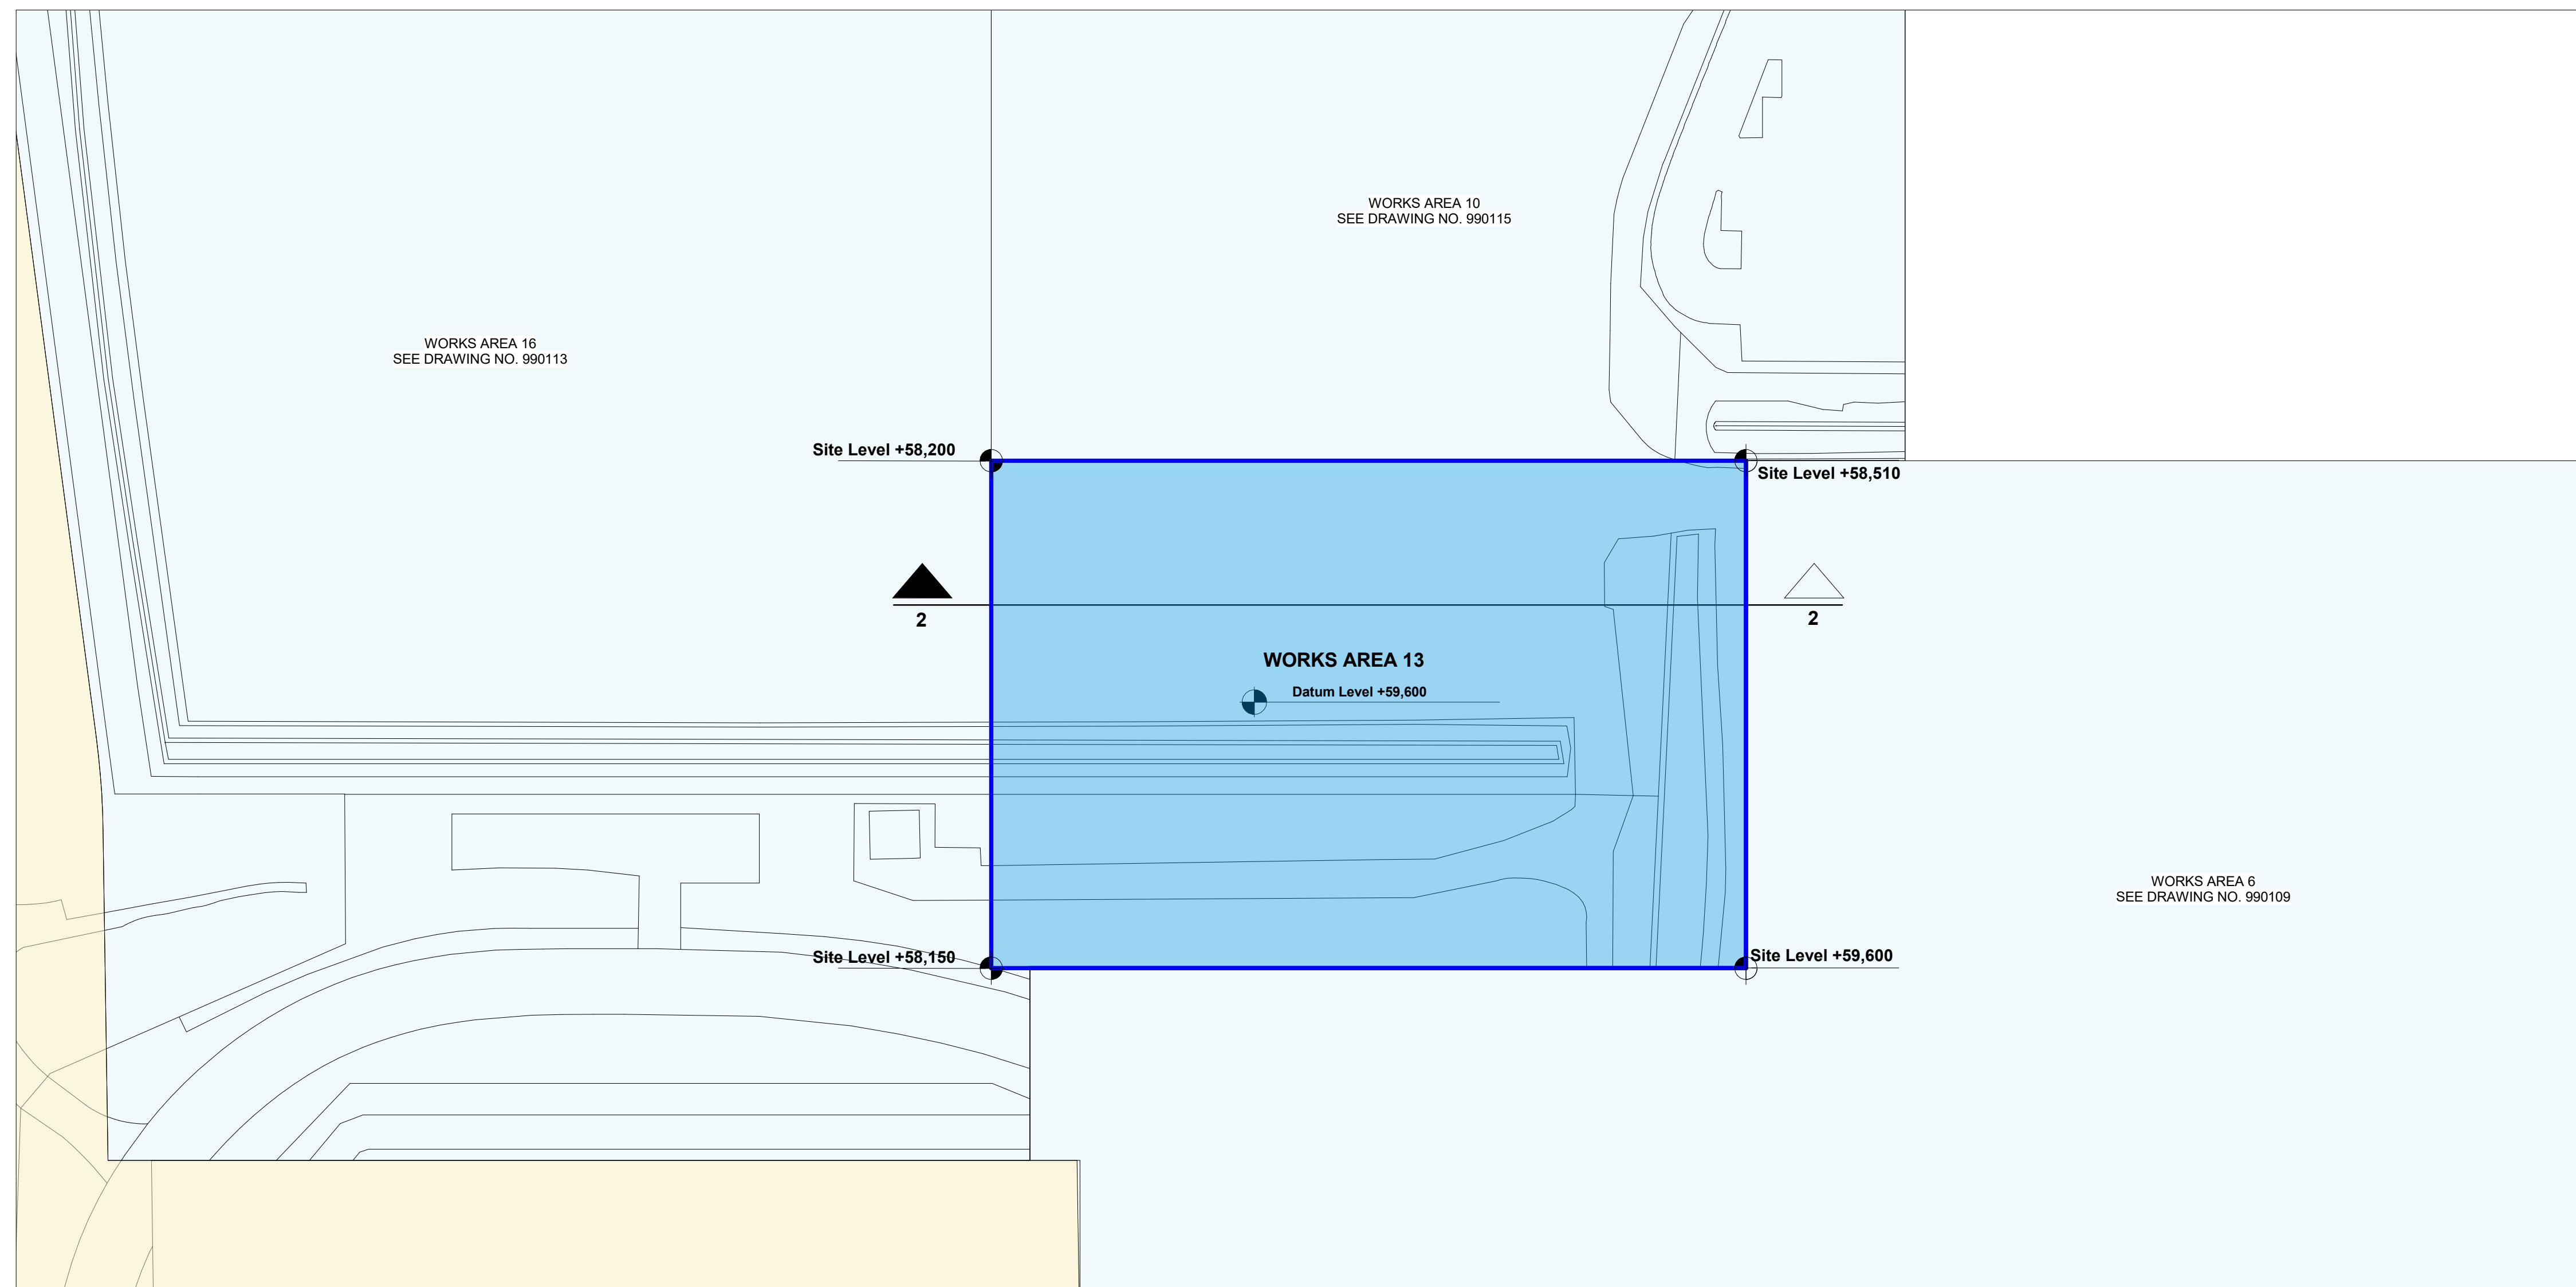 WORKS AREA 10
SEE DRAWING NO. 990115
WORKS AREA 16
SEE DRAWING NO. 990113
Site Level +58,200
Site Level +58,510
2
2
WORKS AREA 13
Datum Level +59,600
WORKS AREA 6
SEE DRAWING NO. 990109
Site Level +58,150
Site Level +59,600